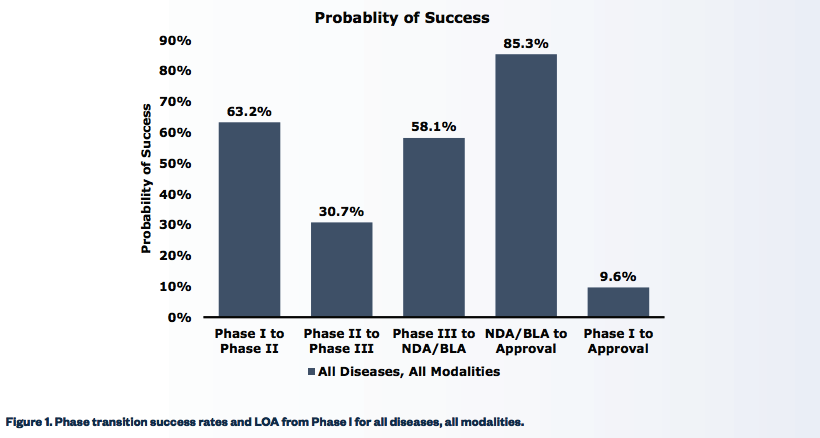 Probablity of Success
90%
80%
70%
60%
50%
40%
30%
20%
10%
0%
Probability of Success
63.2%
30.7%
58.1%
85.3%
9.6%
Phase I to
Phase II
Phase II to
Phase III
Phase III to
NDA/BLA
NDA/BLA to
Approval
Phase I to
Approval
All Diseases, All Modalities
Figure 1. Phase transition success rates and LOA from Phase I for all diseases, all modalities.